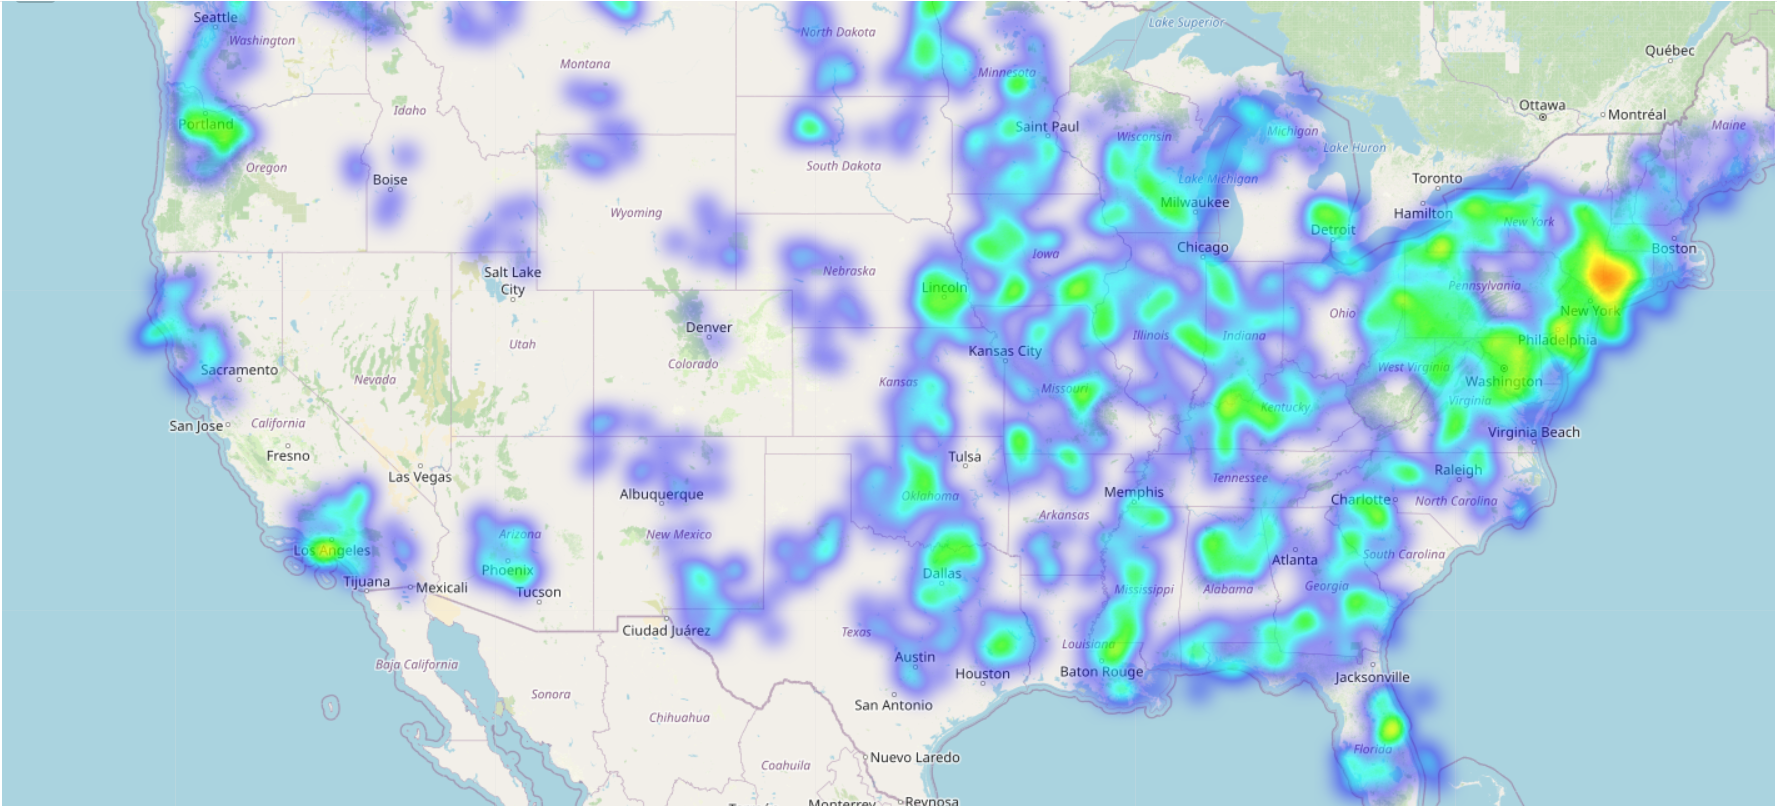 Seattle
Washington
North Dakota
Lake Superior
Québec
Montana
Minnesota
Ottawa
Montréal
Idaho
Portland
Saint Paul
Wisconsin
Michigan
Lake Huron
Maine
Oregon
Boise
South Dakota
Lake Michigan
Toronto
Wyoming
Milwaukee
Hamilton
New York
Detroit
Chicago
Boston
Iowa
Salt Lake
City
Nebraska
Lincoln
Pennsylvania
New York
Denver
Utah
Colorado
Illinois
Indiana
Ohio
Philadelphia
Kansas City
Sacramento
Nevada
Kansas
Missouri
West Virginia
Washington
Virginia
Kentucky
San Jose
California
Virginia Beach
Fresno
Las Vegas
Tulsa
Tennessee
Raleigh
Albuquerque
Oklahoma
Memphis
Charlotte
North Carolina
Arkansas
Arizona
New Mexico
Los Angeles
South Carolina
Atlanta
Phoenix
Dallas
Tijuana
Mexicali
Tucson
Mississippi
Alabama
Georgia
Ciudad Juárez
Texas
Louisiana
Austin
Houston
Baton Rouge
Jacksonville
Baja California
Sonora
San Antonio
Chihuahua
Florida
Nuevo Laredo
Coahuila
Monterrey
Reynosa